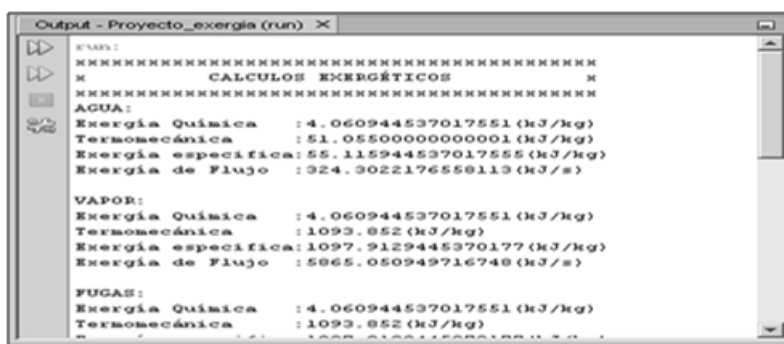 Output - Proyecto_exergia (run)
run:
**********************************************
* CALCULOS EXERGÉTICOS *
**********************************************
AGUA:
Exergía Química :4.060944537017551(kJ/kg)
Termomecánica :51.05500000000001(kJ/kg)
Exergía especifica:55.115944537017555(kJ/kg)
Exergía de Flujo :324.3022176558113(kJ/s)
VAPOR:
Exergía Química :4.060944537017551(kJ/kg)
Termomecánica :1093.852(kJ/kg)
Exergía especifica:1097.9129445370177(kJ/kg)
Exergía de Flujo :5865.050949716748(kJ/s)
FUGAS:
Exergía Química :4.060944537017551(kJ/kg)
Termomecánica :1093.852(kJ/kg)